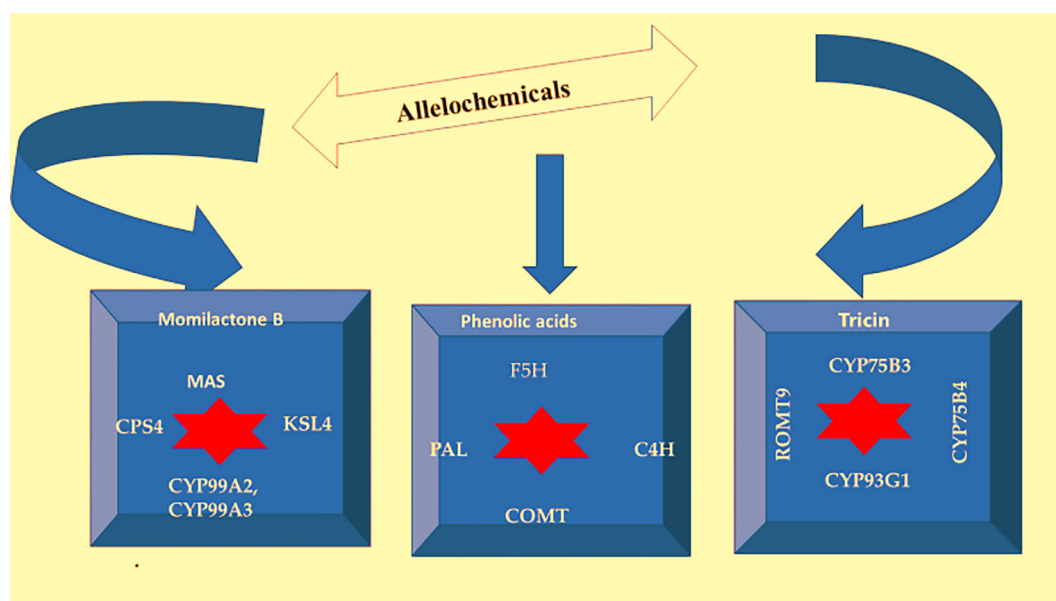 Allelochemicals
Momilactone B
MAS
CPS4
KSL4
CYP99A2,
CYP99A3
Phenolic acids
F5H
PAL
C4H
COMT
Tricin
CYP75B3
ROMT9
CYP75B4
CYP93G1